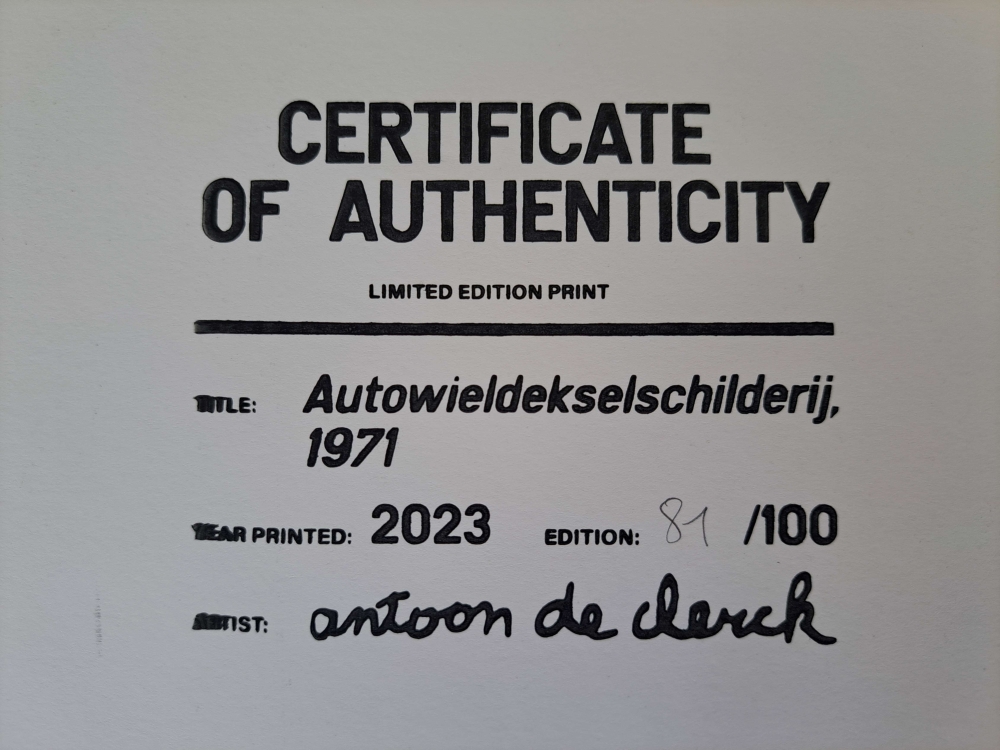 CERTIFICATE
OF AUTHENTICITY
LIMITED EDITION PRINT
TITLE: Autowieldekselschilderij,
1971
YEAR PRINTED: 2023 EDITION: 81 /100
ARTIST: antoon de clerck